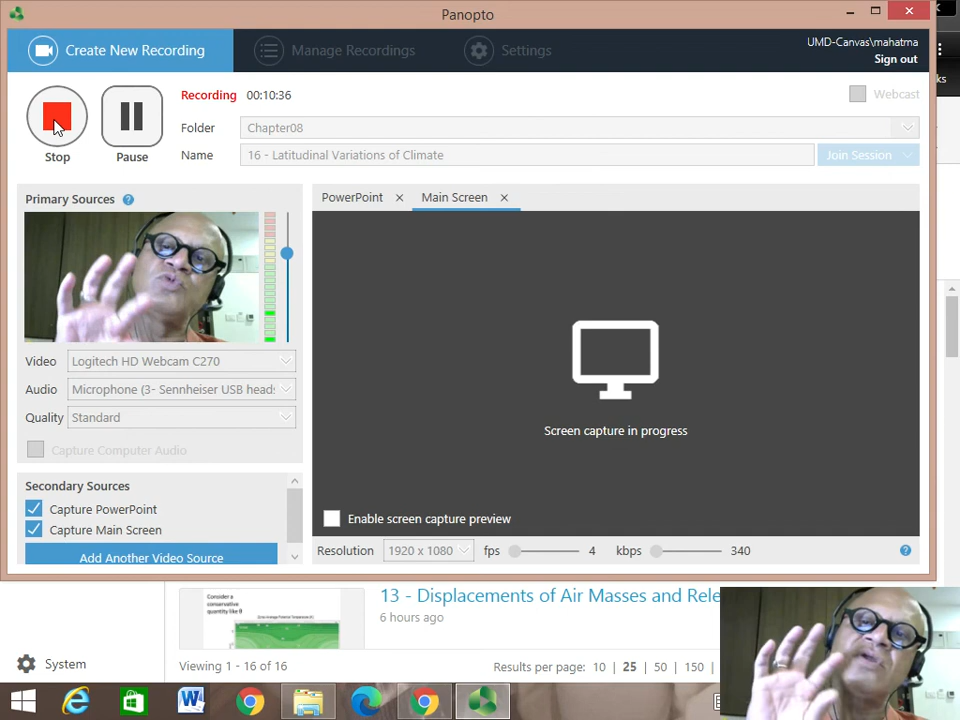 Panopto
Create New Recording
Manage Recordings
Settings
UMD-Canvas\mahatma
Sign out
Recording 00:10:36
Webcast
Folder Chapter08
Name 16 - Latitudinal Variations of Climate
Join Session
Stop Pause
Primary Sources ?
PowerPoint × Main Screen ×
Screen capture in progress
Video Logitech HD Webcam C270
Audio Microphone (3- Sennheiser USB head
Quality Standard
Capture Computer Audio
Secondary Sources
Capture PowerPoint
Capture Main Screen
Add Another Video Source
Enable screen capture preview
Resolution 1920 x 1080 fps 4 kbps 340 ?
Consider a
conservative
quantity like θ
13 - Displacements of Air Masses and Rele
6 hours ago
System
Viewing 1 - 16 of 16
Results per page: 10 | 25 | 50 | 150 |